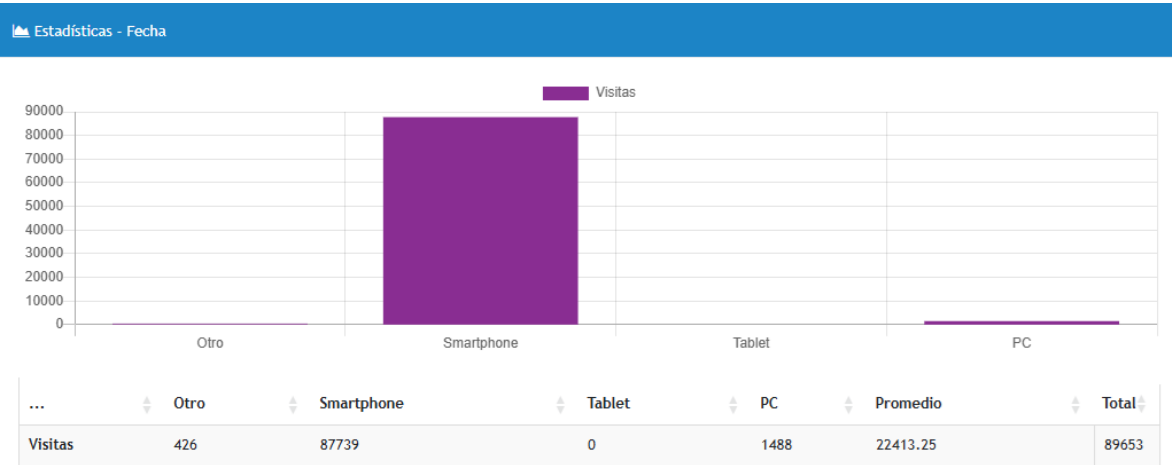 Estadísticas - Fecha
Visitas
90000
80000
70000
60000
50000
40000
30000
20000
10000
0
Otro Smartphone Tablet PC
... Otro Smartphone Tablet PC Promedio Total
Visitas 426 87739 0 1488 22413.25 89653